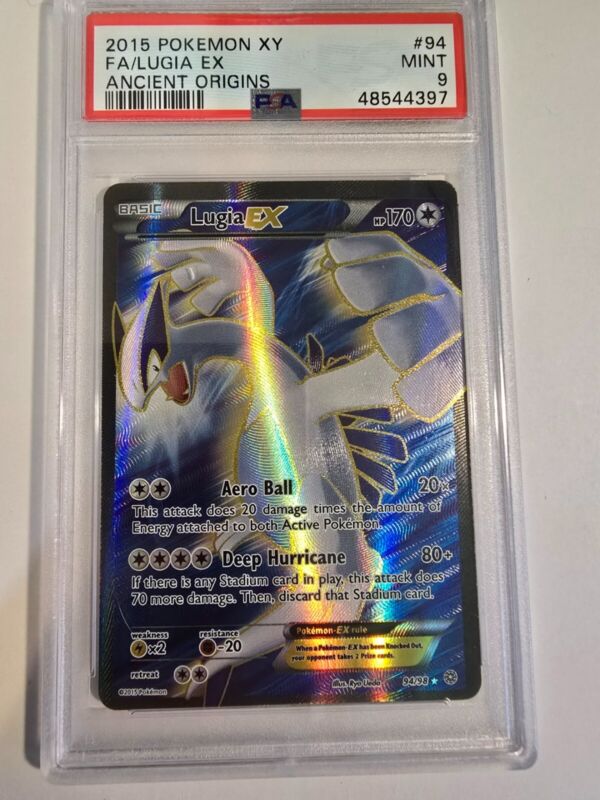 2015 POKEMON XY #94
FA/LUGIA EX MINT
ANCIENT ORIGINS 9
PSA 48544397
BASIC
LugiaEX HP170
Aero Ball 20×
This attack does 20 damage times the amount of
Energy attached to both Active Pokémon.
Deep Hurricane 80+
If there is any Stadium card in play, this attack does
70 more damage. Then, discard that Stadium card.
weakness resistance
×2 -20
retreat
Pokémon-EX rule
When a Pokémon-EX has been Knocked Out,
your opponent takes 2 Prize cards.
©2015 Pokémon
Illus. Ryo Ueda 94/98 ★